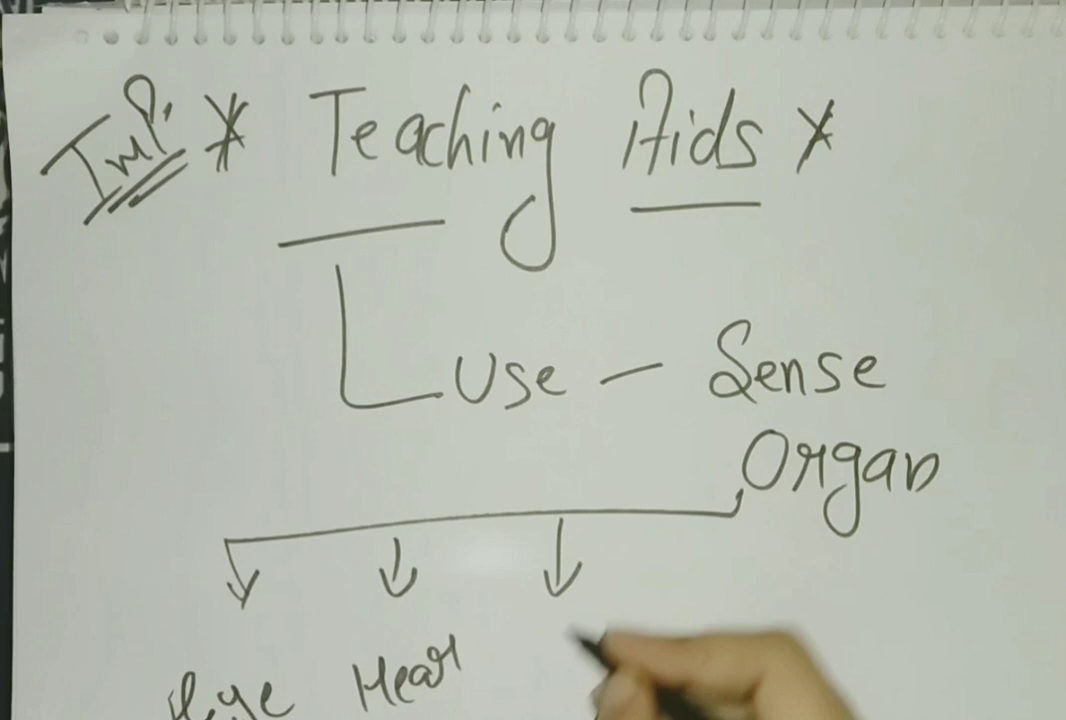 Imp. * Teaching Aids *
Use - Sense
Organ
Eye Hear